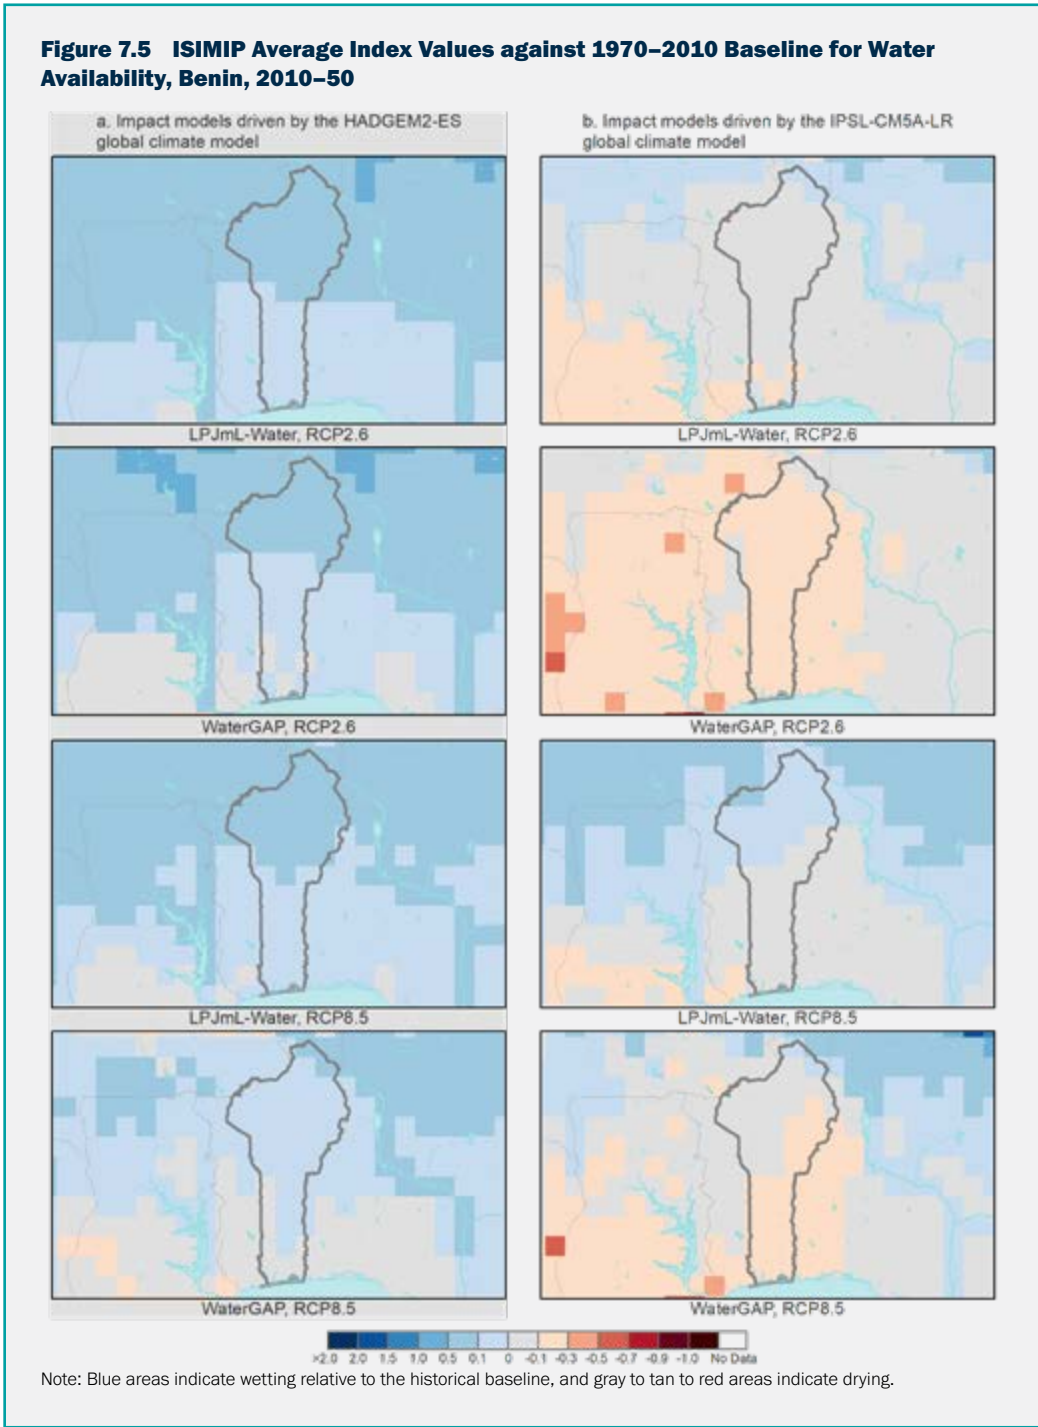 Figure 7.5 ISIMIP Average Index Values against 1970–2010 Baseline for Water
Availability, Benin, 2010–50
a. Impact models driven by the HADGEM2-ES
global climate model
b. Impact models driven by the IPSL-CM5A-LR
global climate model
LPJmL-Water, RCP2.6
LPJmL-Water, RCP2.6
WaterGAP, RCP2.6
WaterGAP, RCP2.6
LPJmL-Water, RCP8.5
LPJmL-Water, RCP8.5
WaterGAP, RCP8.5
WaterGAP, RCP8.5
>2.0 2.0 1.5 1.0 0.5 0.1 0 -0.1 -0.3 -0.5 -0.7 -0.9 -1.0 No Data
Note: Blue areas indicate wetting relative to the historical baseline, and gray to tan to red areas indicate drying.